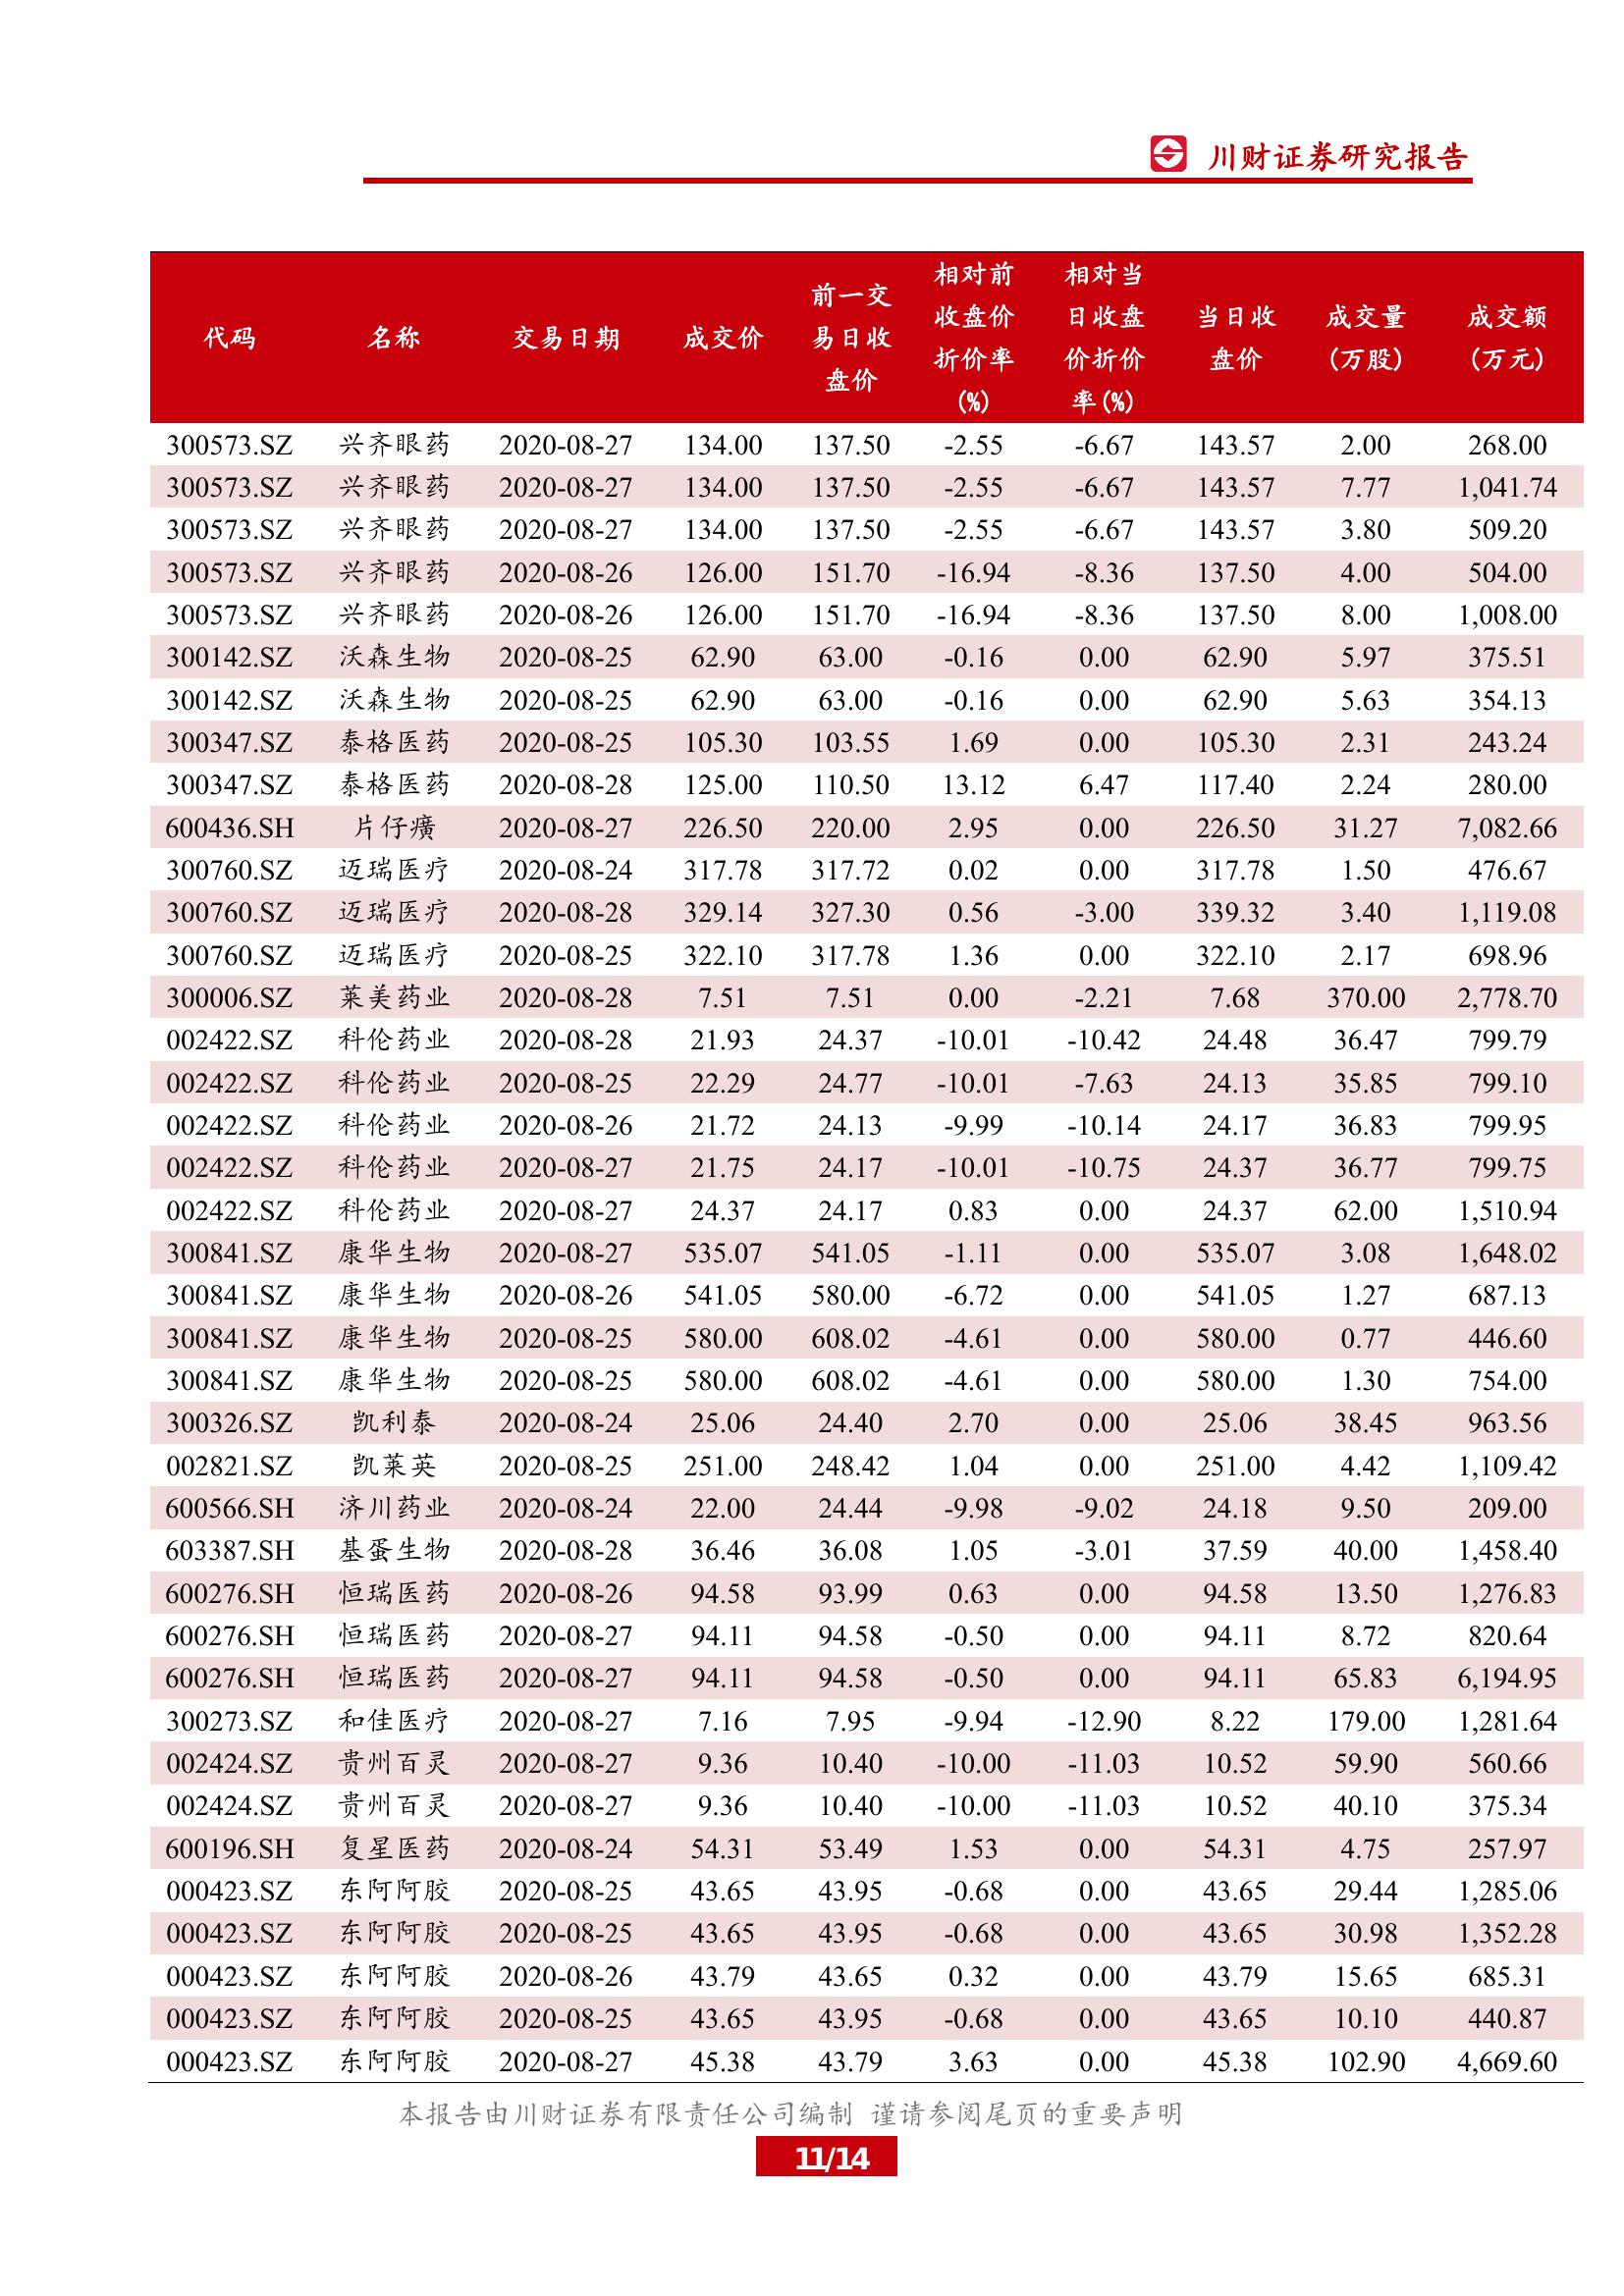 川财证券研究报告
代码 名称 交易日期 成交价 前一交易日收盘价 相对前收盘价折价率(%) 相对当日收盘价折价率(%) 当日收盘价 成交量(万股) 成交额(万元)
300573.SZ 兴齐眼药 2020-08-27 134.00 137.50 -2.55 -6.67 143.57 2.00 268.00
300573.SZ 兴齐眼药 2020-08-27 134.00 137.50 -2.55 -6.67 143.57 7.77 1,041.74
300573.SZ 兴齐眼药 2020-08-27 134.00 137.50 -2.55 -6.67 143.57 3.80 509.20
300573.SZ 兴齐眼药 2020-08-26 126.00 151.70 -16.94 -8.36 137.50 4.00 504.00
300573.SZ 兴齐眼药 2020-08-26 126.00 151.70 -16.94 -8.36 137.50 8.00 1,008.00
300142.SZ 沃森生物 2020-08-25 62.90 63.00 -0.16 0.00 62.90 5.97 375.51
300142.SZ 沃森生物 2020-08-25 62.90 63.00 -0.16 0.00 62.90 5.63 354.13
300347.SZ 泰格医药 2020-08-25 105.30 103.55 1.69 0.00 105.30 2.31 243.24
300347.SZ 泰格医药 2020-08-28 125.00 110.50 13.12 6.47 117.40 2.24 280.00
600436.SH 片仔癀 2020-08-27 226.50 220.00 2.95 0.00 226.50 31.27 7,082.66
300760.SZ 迈瑞医疗 2020-08-24 317.78 317.72 0.02 0.00 317.78 1.50 476.67
300760.SZ 迈瑞医疗 2020-08-28 329.14 327.30 0.56 -3.00 339.32 3.40 1,119.08
300760.SZ 迈瑞医疗 2020-08-25 322.10 317.78 1.36 0.00 322.10 2.17 698.96
300006.SZ 莱美药业 2020-08-28 7.51 7.51 0.00 -2.21 7.68 370.00 2,778.70
002422.SZ 科伦药业 2020-08-28 21.93 24.37 -10.01 -10.42 24.48 36.47 799.79
002422.SZ 科伦药业 2020-08-25 22.29 24.77 -10.01 -7.63 24.13 35.85 799.10
002422.SZ 科伦药业 2020-08-26 21.72 24.13 -9.99 -10.14 24.17 36.83 799.95
002422.SZ 科伦药业 2020-08-27 21.75 24.17 -10.01 -10.75 24.37 36.77 799.75
002422.SZ 科伦药业 2020-08-27 24.37 24.17 0.83 0.00 24.37 62.00 1,510.94
300841.SZ 康华生物 2020-08-27 535.07 541.05 -1.11 0.00 535.07 3.08 1,648.02
300841.SZ 康华生物 2020-08-26 541.05 580.00 -6.72 0.00 541.05 1.27 687.13
300841.SZ 康华生物 2020-08-25 580.00 608.02 -4.61 0.00 580.00 0.77 446.60
300841.SZ 康华生物 2020-08-25 580.00 608.02 -4.61 0.00 580.00 1.30 754.00
300326.SZ 凯利泰 2020-08-24 25.06 24.40 2.70 0.00 25.06 38.45 963.56
002821.SZ 凯莱英 2020-08-25 251.00 248.42 1.04 0.00 251.00 4.42 1,109.42
600566.SH 济川药业 2020-08-24 22.00 24.44 -9.98 -9.02 24.18 9.50 209.00
603387.SH 基蛋生物 2020-08-28 36.46 36.08 1.05 -3.01 37.59 40.00 1,458.40
600276.SH 恒瑞医药 2020-08-26 94.58 93.99 0.63 0.00 94.58 13.50 1,276.83
600276.SH 恒瑞医药 2020-08-27 94.11 94.58 -0.50 0.00 94.11 8.72 820.64
600276.SH 恒瑞医药 2020-08-27 94.11 94.58 -0.50 0.00 94.11 65.83 6,194.95
300273.SZ 和佳医疗 2020-08-27 7.16 7.95 -9.94 -12.90 8.22 179.00 1,281.64
002424.SZ 贵州百灵 2020-08-27 9.36 10.40 -10.00 -11.03 10.52 59.90 560.66
002424.SZ 贵州百灵 2020-08-27 9.36 10.40 -10.00 -11.03 10.52 40.10 375.34
600196.SH 复星医药 2020-08-24 54.31 53.49 1.53 0.00 54.31 4.75 257.97
000423.SZ 东阿阿胶 2020-08-25 43.65 43.95 -0.68 0.00 43.65 29.44 1,285.06
000423.SZ 东阿阿胶 2020-08-25 43.65 43.95 -0.68 0.00 43.65 30.98 1,352.28
000423.SZ 东阿阿胶 2020-08-26 43.79 43.65 0.32 0.00 43.79 15.65 685.31
000423.SZ 东阿阿胶 2020-08-25 43.65 43.95 -0.68 0.00 43.65 10.10 440.87
000423.SZ 东阿阿胶 2020-08-27 45.38 43.79 3.63 0.00 45.38 102.90 4,669.60
本报告由川财证券有限责任公司编制 谨请参阅尾页的重要声明
11/14